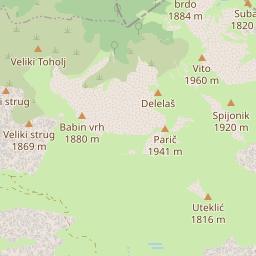 brdo
1884 m
Suba
1820
Veliki Toholj
Vito
1960 m
i strug
Delelaš
Spijonik
1920 m
Babin vrh
1880 m
Veliki strug
1869 m
Parič
1941 m
Uteklić
1816 m